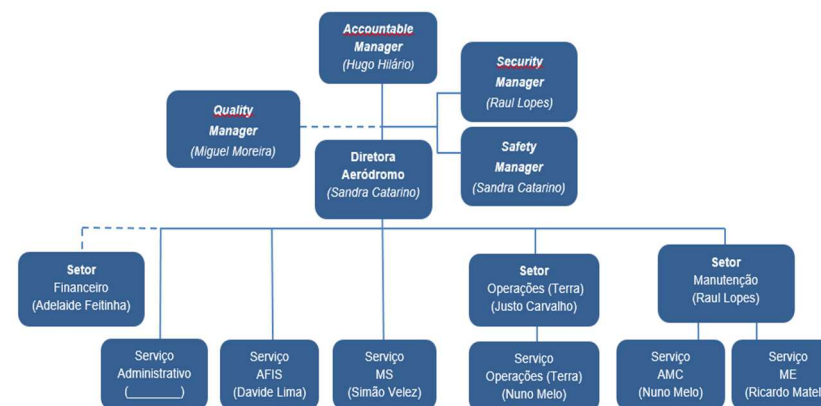 Accountable
Manager
(Hugo Hilário)
Security
Manager
(Raul Lopes)
Quality
Manager
(Miguel Moreira)
Safety
Manager
(Sandra Catarino)
Diretora
Aeródromo
(Sandra Catarino)
Setor
Financeiro
(Adelaide Feitinha)
Setor
Operações (Terra)
(Justo Carvalho)
Setor
Manutenção
(Raul Lopes)
Serviço
Administrativo
(________)
Serviço
AFIS
(Davide Lima)
Serviço
MS
(Simão Velez)
Serviço
Operações (Terra)
(Nuno Melo)
Serviço
AMC
(Nuno Melo)
Serviço
ME
(Ricardo Matel